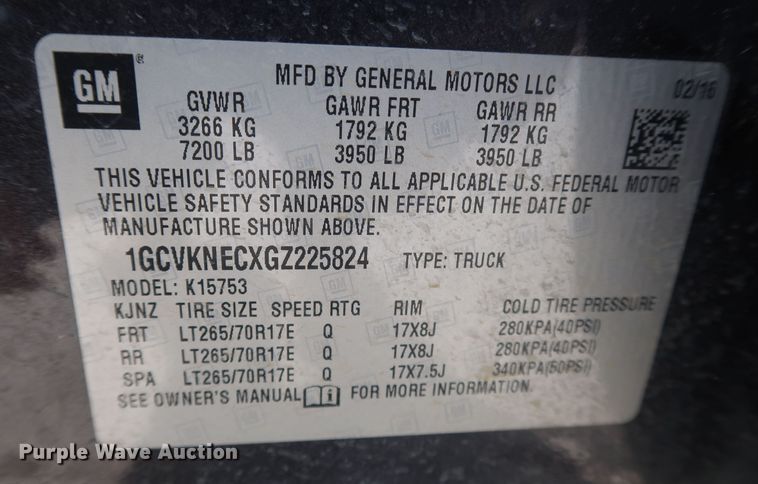 GM
MFD BY GENERAL MOTORS LLC
02/16
GVWR GAWR FRT GAWR RR
3266 KG 1792 KG 1792 KG
7200 LB 3950 LB 3950 LB
THIS VEHICLE CONFORMS TO ALL APPLICABLE U.S. FEDERAL MOTOR
VEHICLE SAFETY STANDARDS IN EFFECT ON THE DATE OF
MANUFACTURE SHOWN ABOVE.
1GCVKNECXGZ225824 TYPE: TRUCK
MODEL: K15753
KJNZ TIRE SIZE SPEED RTG RIM COLD TIRE PRESSURE
FRT LT265/70R17E Q 17X8J 280KPA(40PSI)
RR LT265/70R17E Q 17X8J 280KPA(40PSI)
SPA LT265/70R17E Q 17X7.5J 340KPA(50PSI)
SEE OWNER'S MANUAL FOR MORE INFORMATION.
Purple Wave Auction